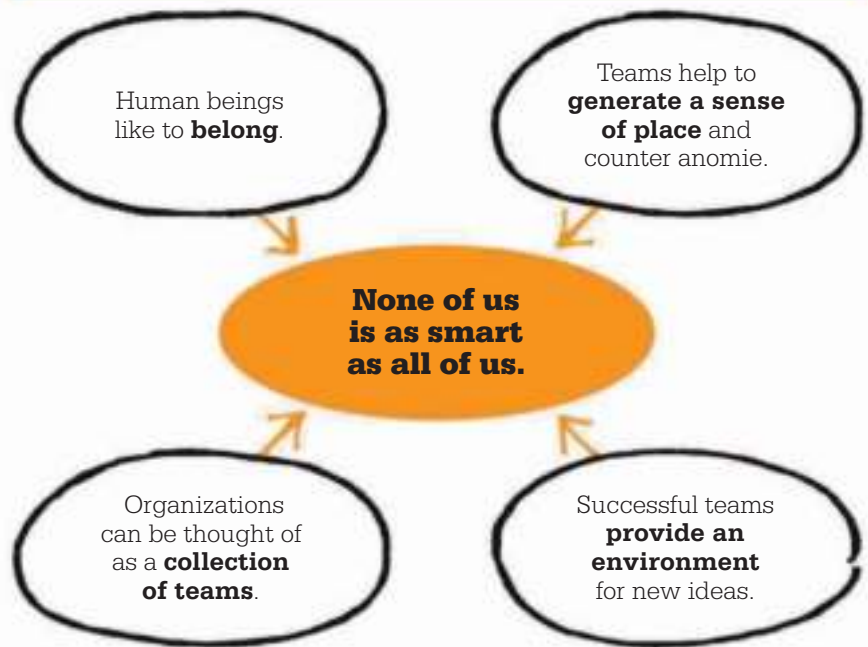 Human beings
like to belong.
Teams help to
generate a sense
of place and
counter anomie.
None of us
is as smart
as all of us.
Organizations
can be thought of
as a collection
of teams.
Successful teams
provide an
environment
for new ideas.